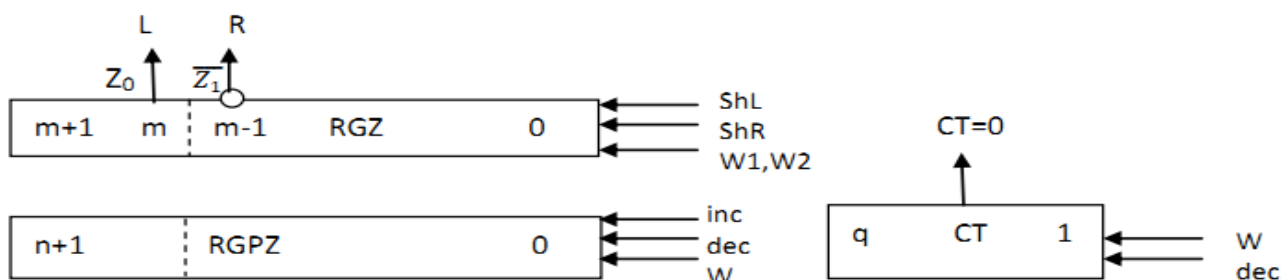 L R
Z₀ z̅₁
m+1 m m-1 RGZ 0
ShL
ShR
W1,W2
CT=0
n+1 RGPZ 0
inc
dec
W
q CT 1
W
dec